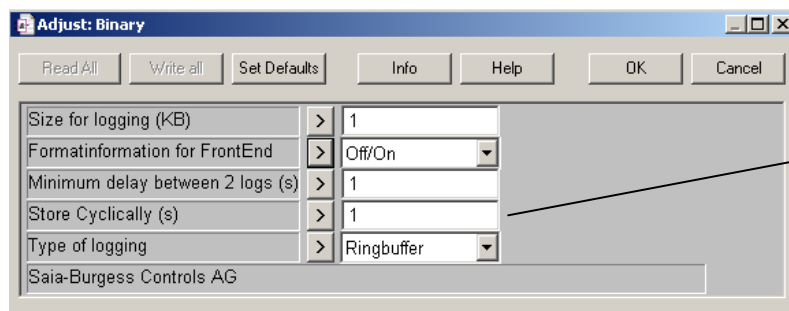 Adjust: Binary
Read All Write all Set Defaults Info Help OK Cancel
Size for logging (KB) > 1
Formatinformation for FrontEnd > Off/On
Minimum delay between 2 logs (s) > 1
Store Cyclically (s) > 1
Type of logging > Ringbuffer
Saia-Burgess Controls AG